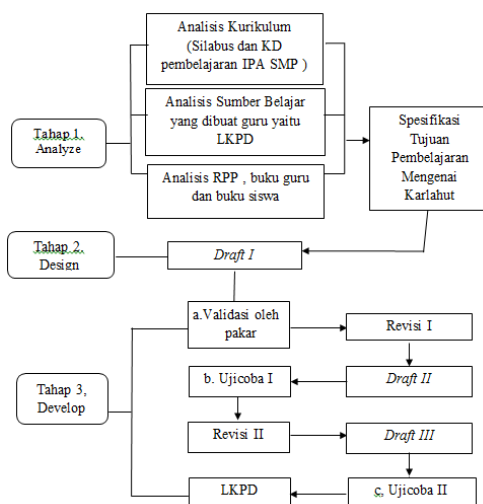 Analisis Kurikulum
(Silabus dan KD
pembelajaran IPA SMP )
Analisis Sumber Belajar
yang dibuat guru yaitu
LKPD
Analisis RPP , buku guru
dan buku siswa
Tahap 1,
Analyze
Spesifikasi
Tujuan
Pembelajaran
Mengenai
Karlahut
Tahap 2,
Design
Draft I
a.Validasi oleh
pakar
Revisi I
Tahap 3,
Develop
b. Ujicoba I
Draft II
Revisi II
Draft III
LKPD
c, Ujicoba II